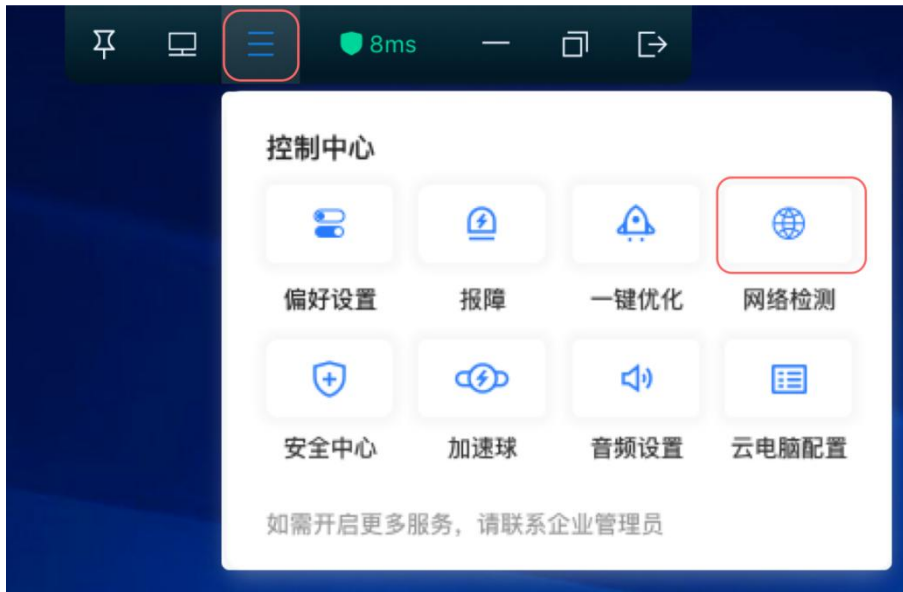 8ms
控制中心
偏好设置 报障 一键优化 网络检测
安全中心 加速球 音频设置 云电脑配置
如需开启更多服务，请联系企业管理员